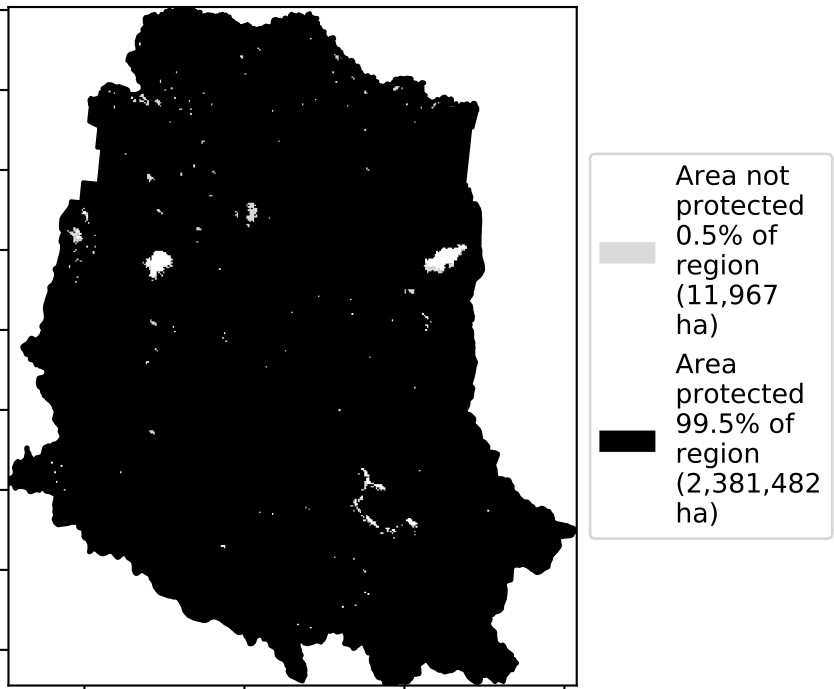 Area not
protected
0.5% of
region
(11,967
ha)
Area
protected
99.5% of
region
(2,381,482
ha)